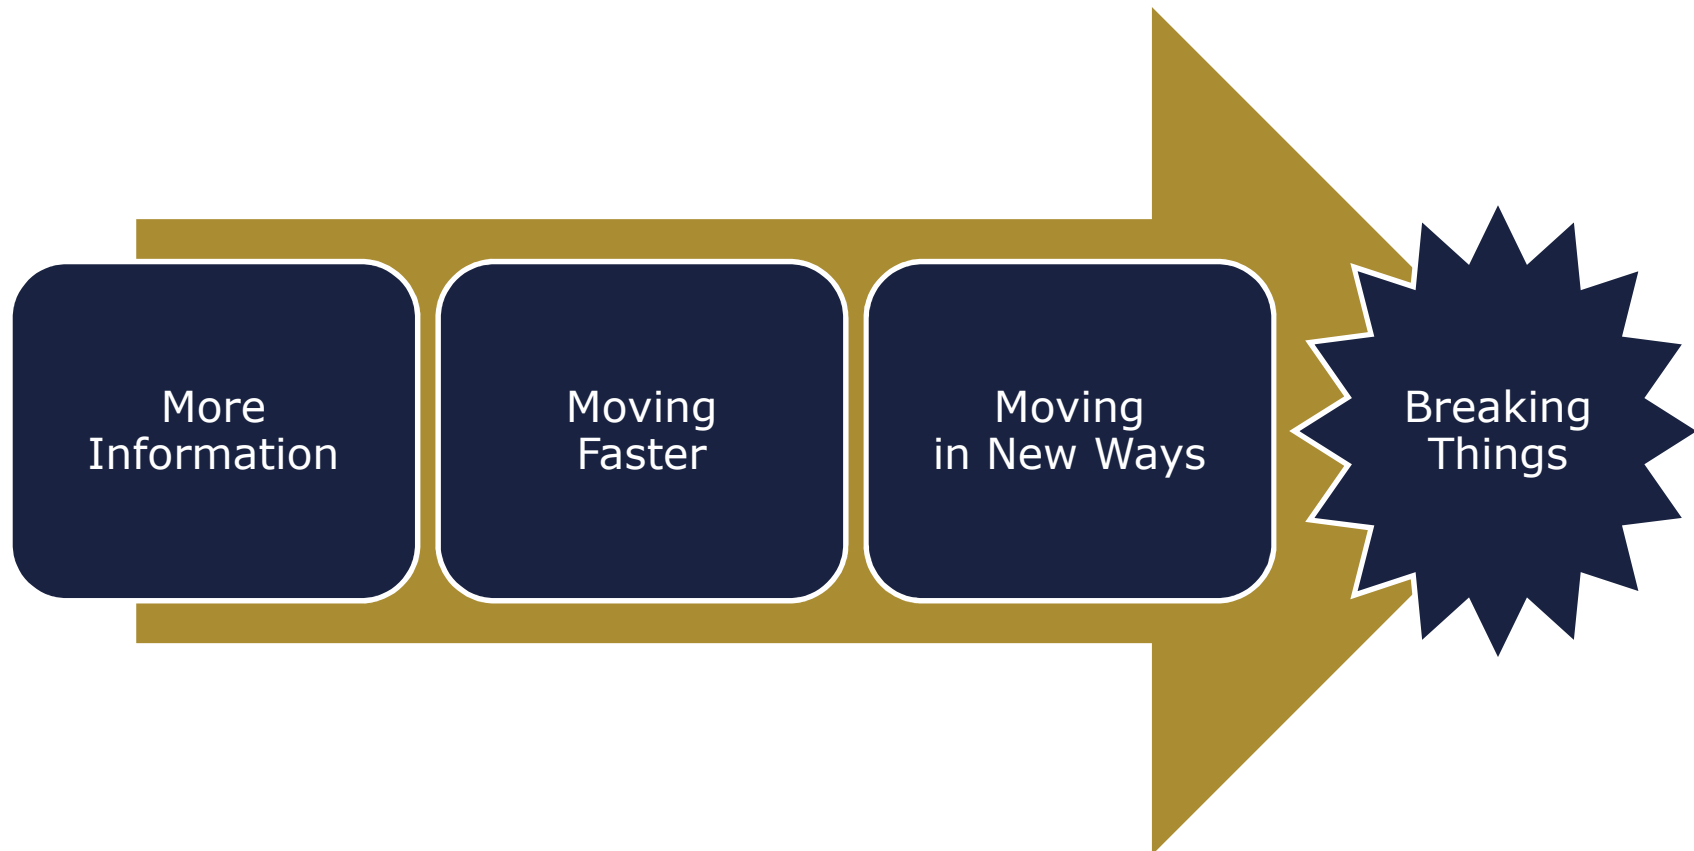 More
Information
Moving
Faster
Moving
in New Ways
Breaking
Things